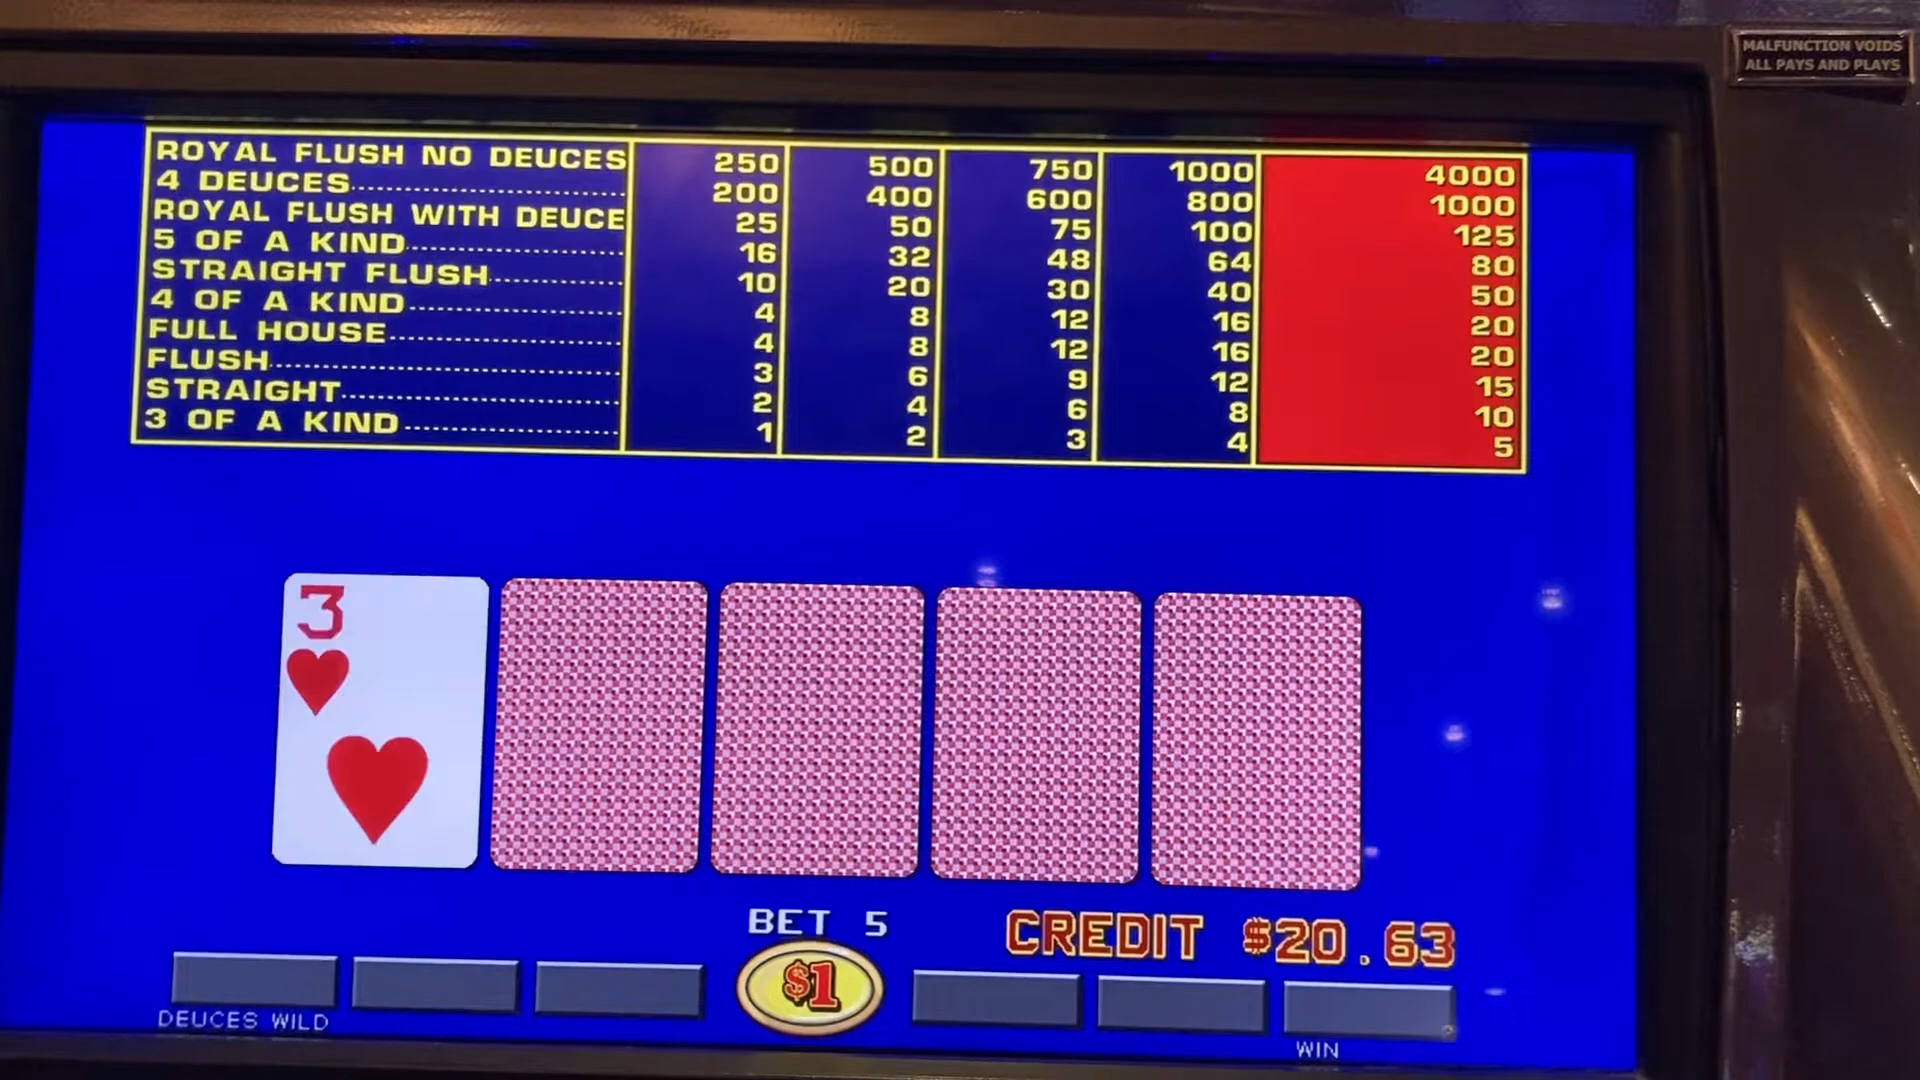 MALFUNCTION VOIDS
ALL PAYS AND PLAYS
ROYAL FLUSH NO DEUCES 250 500 750 1000 4000
4 DEUCES 200 400 600 800 1000
ROYAL FLUSH WITH DEUCE 25 50 75 100 125
5 OF A KIND 16 32 48 64 80
STRAIGHT FLUSH 10 20 30 40 50
4 OF A KIND 4 8 12 16 20
FULL HOUSE 4 8 12 16 20
FLUSH 3 6 9 12 15
STRAIGHT 2 4 6 8 10
3 OF A KIND 1 2 3 4 5
3
BET 5 CREDIT $20.63
$1
DEUCES WILD
WIN